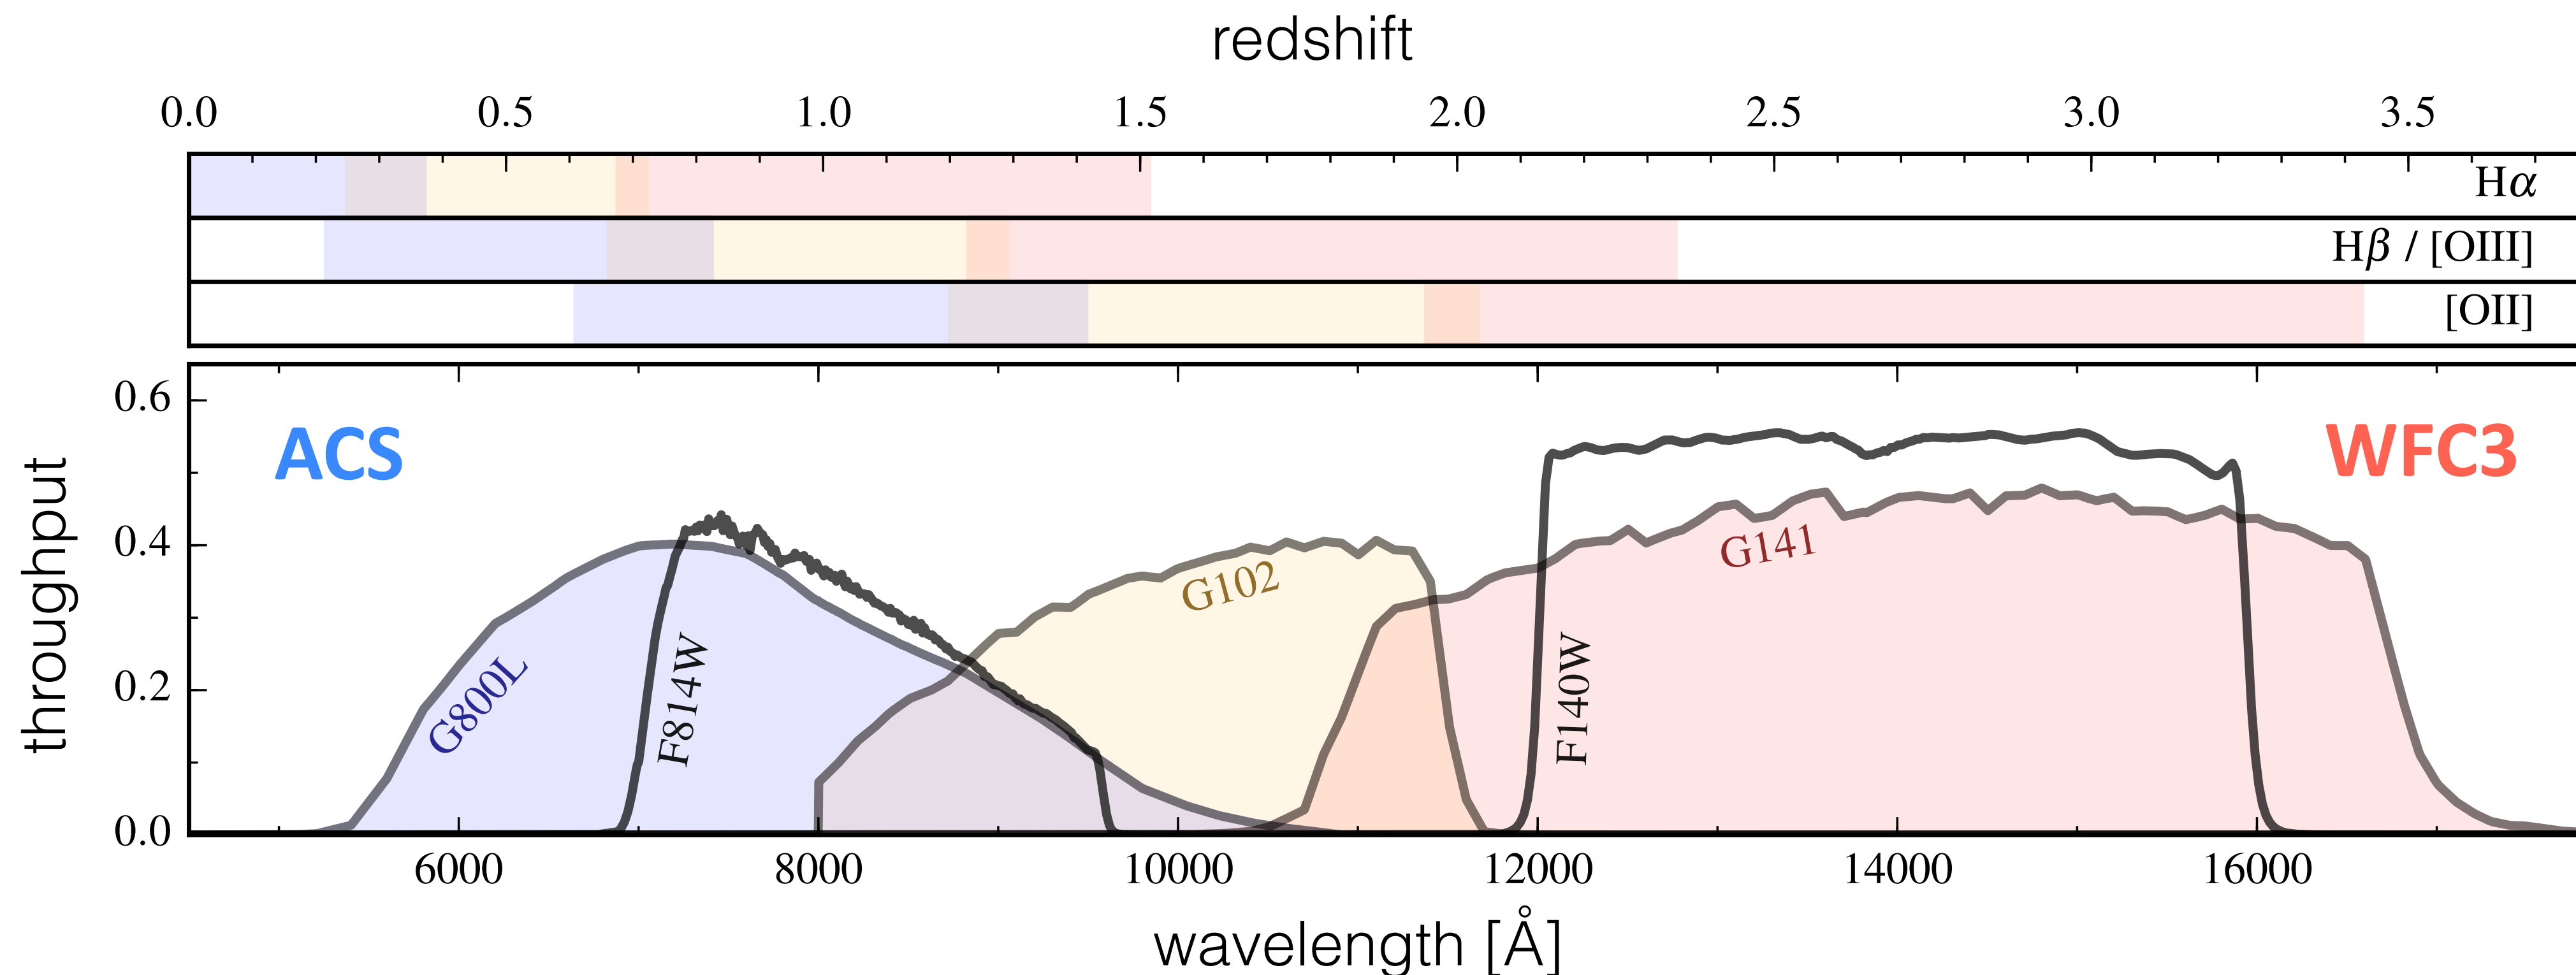 redshift
0.0 0.5 1.0 1.5 2.0 2.5 3.0 3.5
Hα
Hβ / [OIII]
[OII]
0.6
ACS
WFC3
0.4
G141
G102
G800L
F814W
F140W
0.2
0.0
throughput
6000 8000 10000 12000 14000 16000
wavelength [Å]